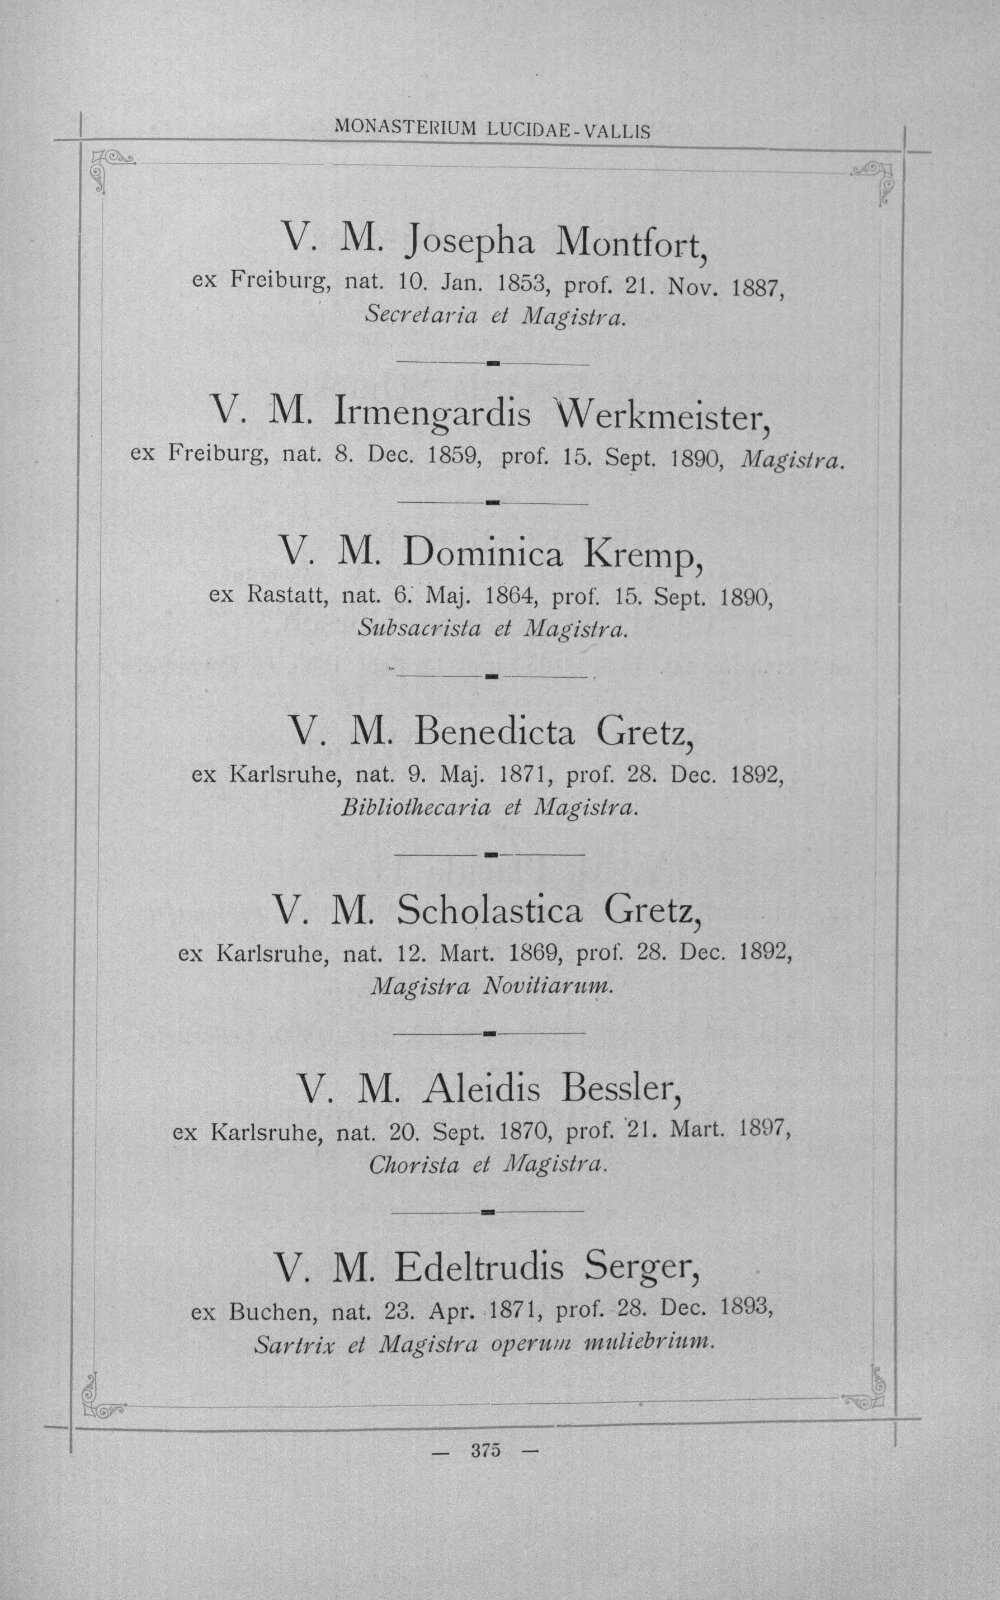 MONASTERIUM LUCIDAE-VALLIS
V. M. Josepha Montfort,
ex Freiburg, nat. 10. Jan. 1853, prof. 21. Nov. 1887,
Secretaria et Magistra.
V. M. Irmengardis Werkmeister,
ex Freiburg, nat. 8. Dec. 1859, prof. 15. Sept. 1890, Magistra.
V. M. Dominica Kremp,
ex Rastatt, nat. 6. Maj. 1864, prof. 15. Sept. 1890,
Subsacrista et Magistra.
V. M. Benedicta Gretz,
ex Karlsruhe, nat. 9. Maj. 1871, prof. 28. Dec. 1892,
Bibliothecaria et Magistra.
V. M. Scholastica Gretz,
ex Karlsruhe, nat. 12. Mart. 1869, prof. 28. Dec. 1892,
Magistra Novitiarum.
V. M. Aleidis Bessler,
ex Karlsruhe, nat. 20. Sept. 1870, prof. 21. Mart. 1897,
Chorista et Magistra.
V. M. Edeltrudis Serger,
ex Buchen, nat. 23. Apr. 1871, prof. 28. Dec. 1893,
Sartrix et Magistra operum muliebrium.
— 375 —